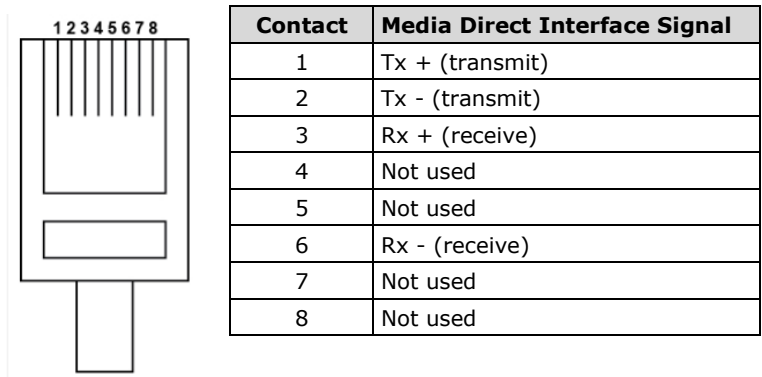 12345678
Contact Media Direct Interface Signal
1 Tx + (transmit)
2 Tx - (transmit)
3 Rx + (receive)
4 Not used
5 Not used
6 Rx - (receive)
7 Not used
8 Not used